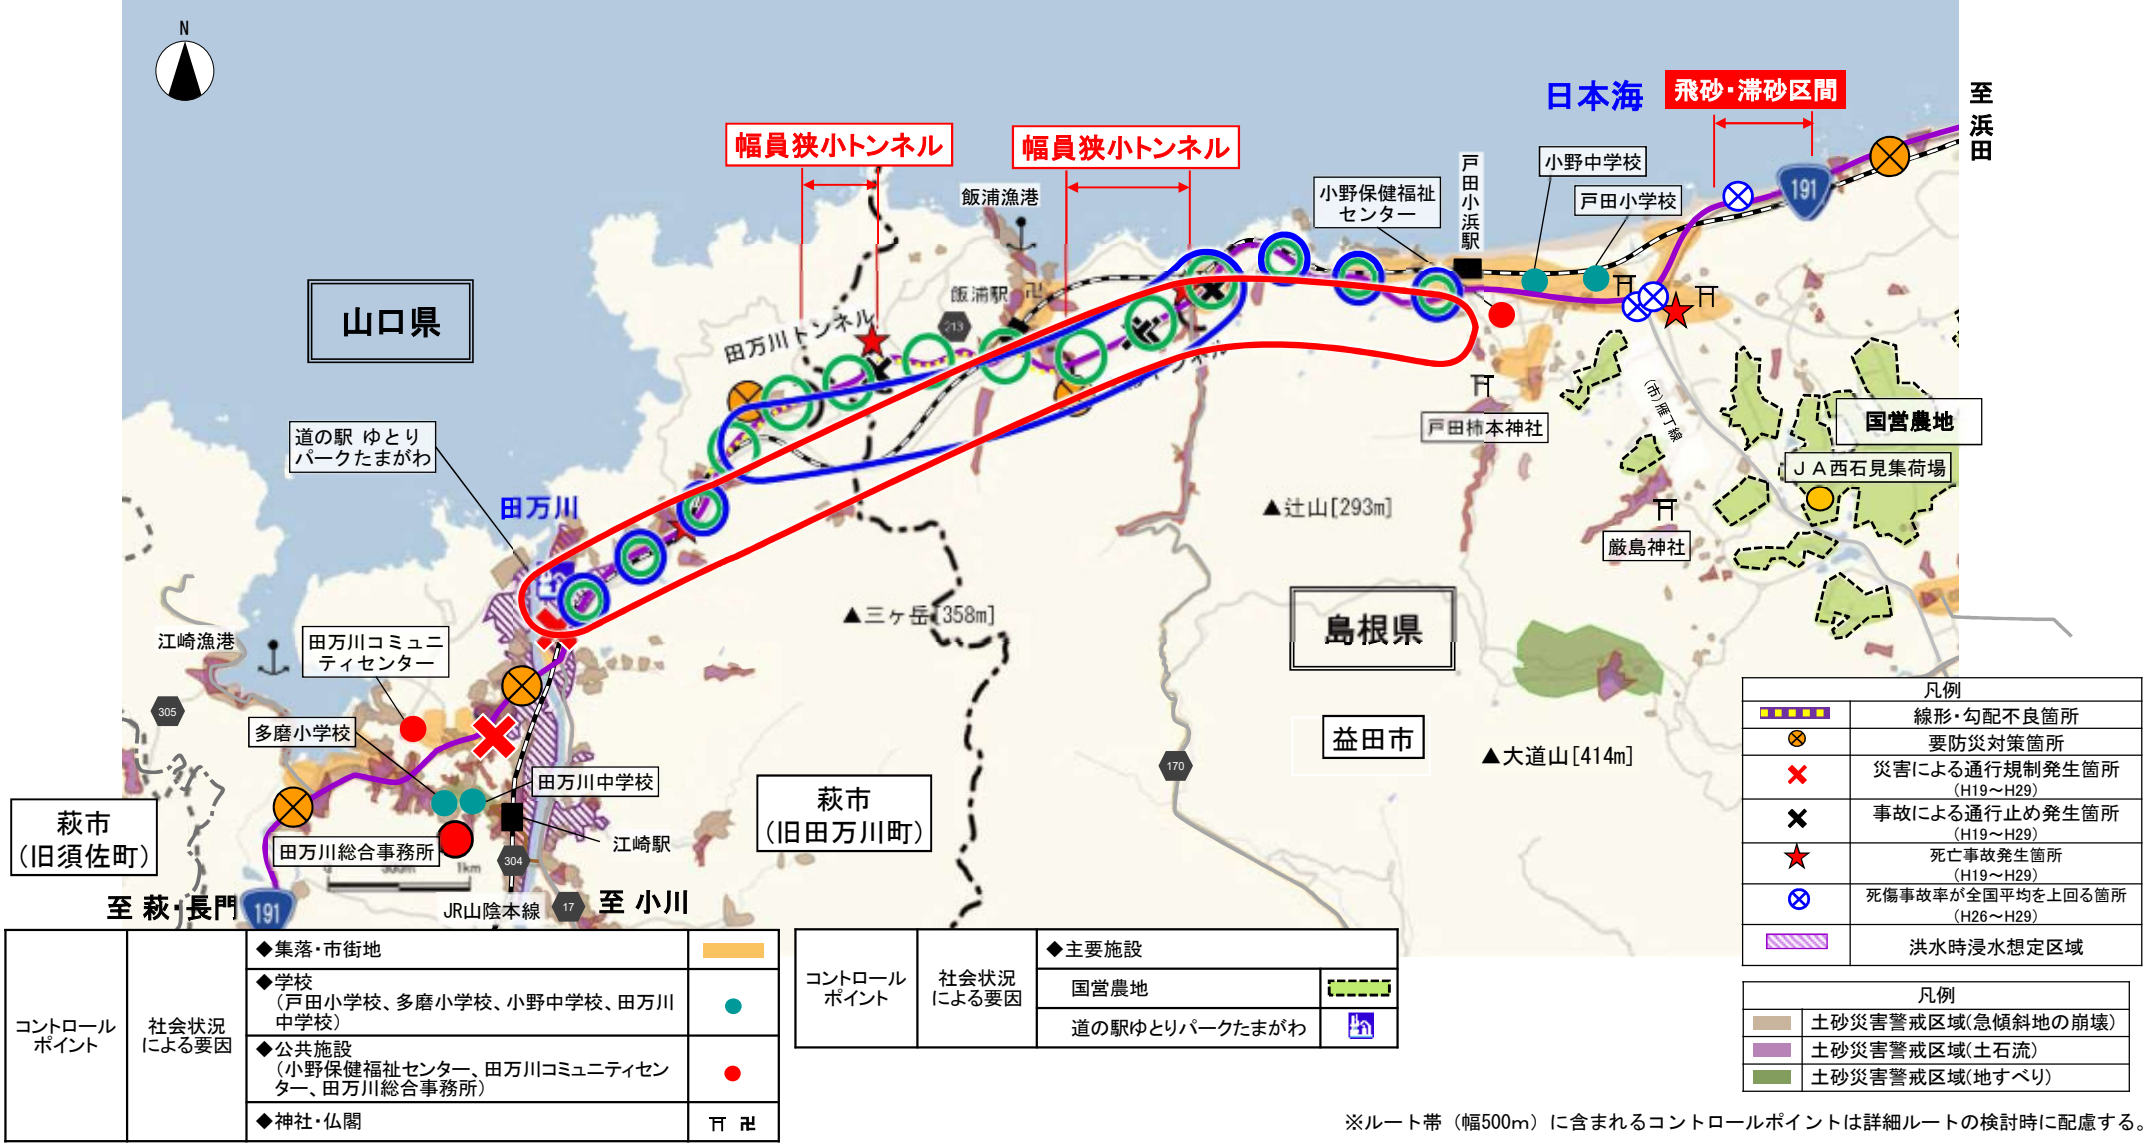 N
日本海
飛砂・滞砂区間
至 浜田
幅員狭小トンネル
幅員狭小トンネル
飯浦漁港
小野保健福祉
センター
戸田小浜駅
小野中学校
戸田小学校
191
山口県
飯浦駅
卍
213
田万川トンネル
道の駅 ゆとり
パークたまがわ
田万川
戸田柿本神社
(市)雁丁線
国営農地
ＪＡ西石見集荷場
▲辻山[293m]
厳島神社
▲三ヶ岳[358m]
島根県
江崎漁港
田万川コミュニ
ティセンター
305
多磨小学校
田万川中学校
益田市
170
▲大道山[414m]
萩市
(旧須佐町)
萩市
(旧田万川町)
田万川総合事務所
江崎駅
304
0 500m 1km
至 萩・長門
191
JR山陰本線
17
至 小川
凡例
線形・勾配不良箇所
要防災対策箇所
災害による通行規制発生箇所
(H19～H29)
事故による通行止め発生箇所
(H19～H29)
死亡事故発生箇所
(H19～H29)
死傷事故率が全国平均を上回る箇所
(H26～H29)
洪水時浸水想定区域
凡例
土砂災害警戒区域(急傾斜地の崩壊)
土砂災害警戒区域(土石流)
土砂災害警戒区域(地すべり)
コントロール
ポイント
社会状況
による要因
◆集落・市街地
◆学校
(戸田小学校、多磨小学校、小野中学校、田万川
中学校)
◆公共施設
(小野保健福祉センター、田万川コミュニティセン
ター、田万川総合事務所)
◆神社・仏閣
卍
コントロール
ポイント
社会状況
による要因
◆主要施設
国営農地
道の駅ゆとりパークたまがわ
※ルート帯（幅500m）に含まれるコントロールポイントは詳細ルートの検討時に配慮する。